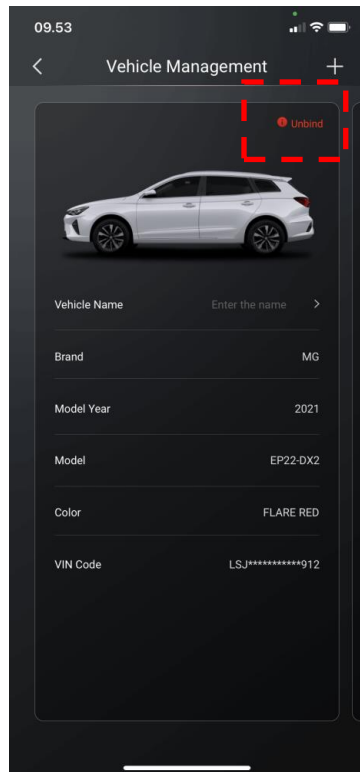 09.53
Vehicle Management
Unbind
Vehicle Name Enter the name
Brand MG
Model Year 2021
Model EP22-DX2
Color FLARE RED
VIN Code LSJ***********912